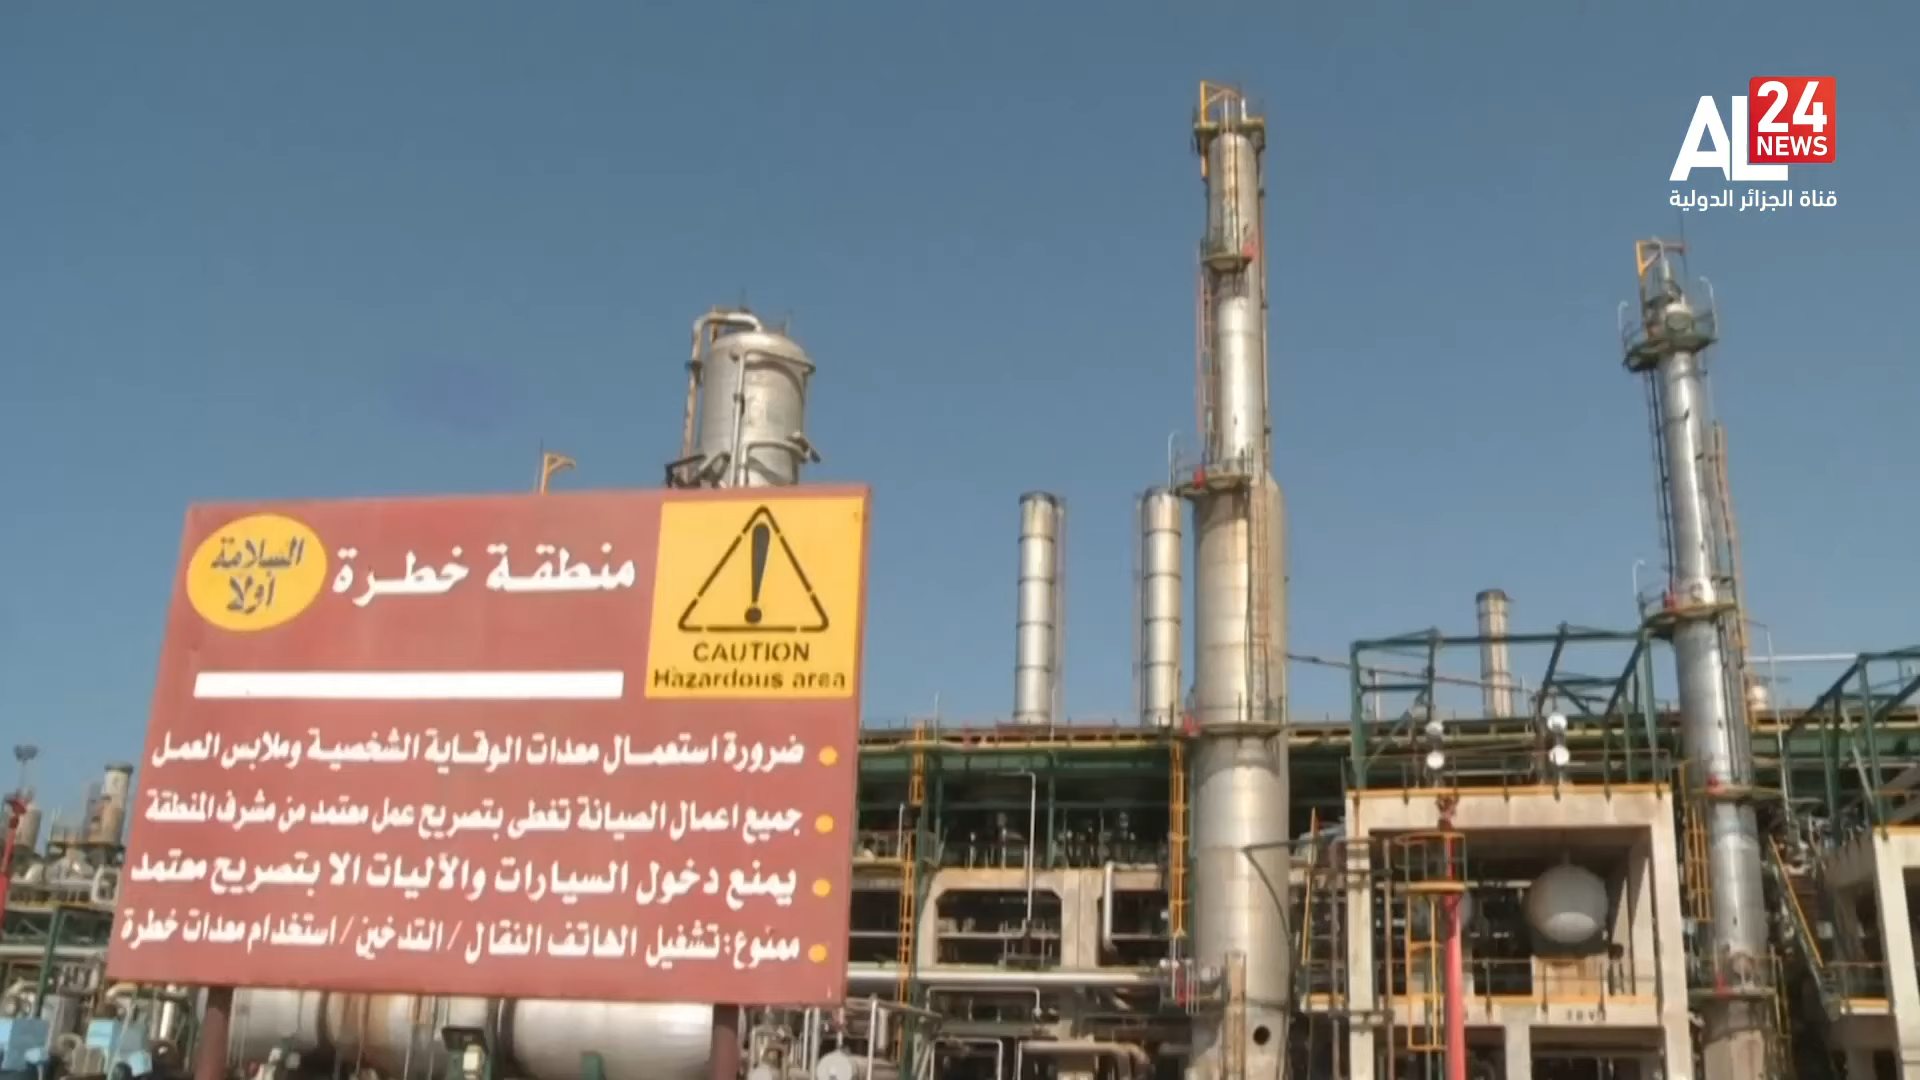 AL
24
NEWS
قناة الجزائر الدولية
السلامة
أولا
منطقة خطرة
CAUTION
Hazardous area
ضرورة استعمال معدات الوقاية الشخصية وملابس العمل
جميع اعمال الصيانة تغطى بتصريح عمل معتمد من مشرف المنطقة
يمنع دخول السيارات والآليات الا بتصريح معتمد
ممنوع: تشغيل الهاتف النقال / التدخين / استخدام معدات خطرة